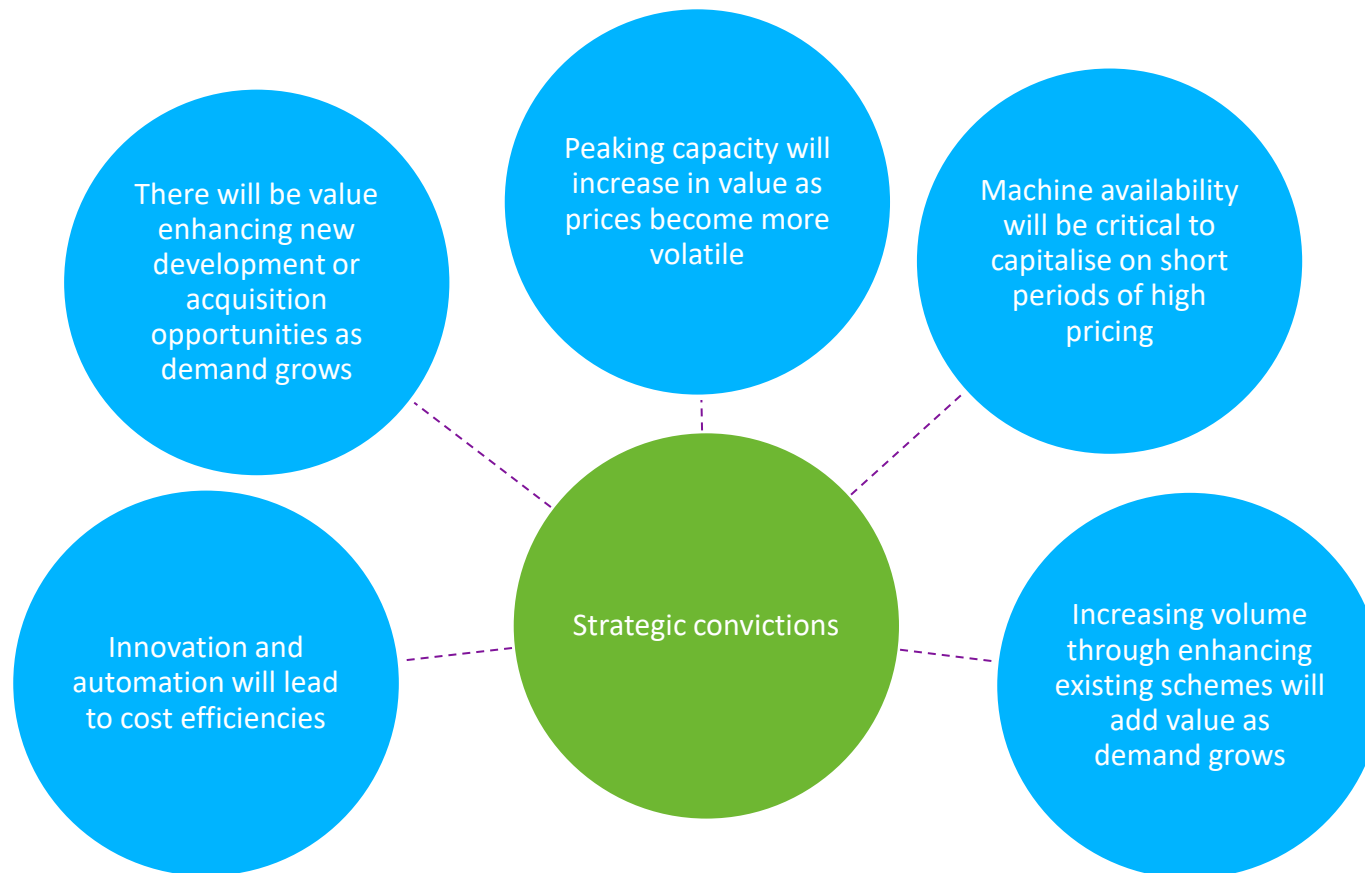 There will be value
enhancing new
development or
acquisition
opportunities as
demand grows
Peaking capacity will
increase in value as
prices become more
volatile
Machine availability
will be critical to
capitalise on short
periods of high
pricing
Innovation and
automation will lead
to cost efficiencies
Strategic convictions
Increasing volume
through enhancing
existing schemes will
add value as
demand grows